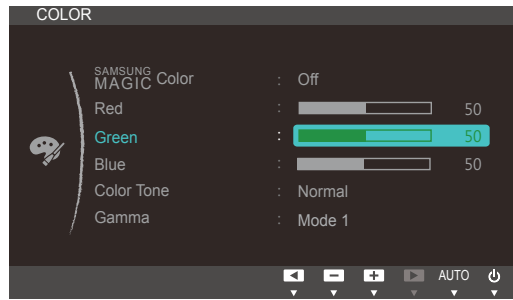 COLOR
SAMSUNG MAGIC Color : Off
Red : 50
Green : 50
Blue : 50
Color Tone : Normal
Gamma : Mode 1
AUTO